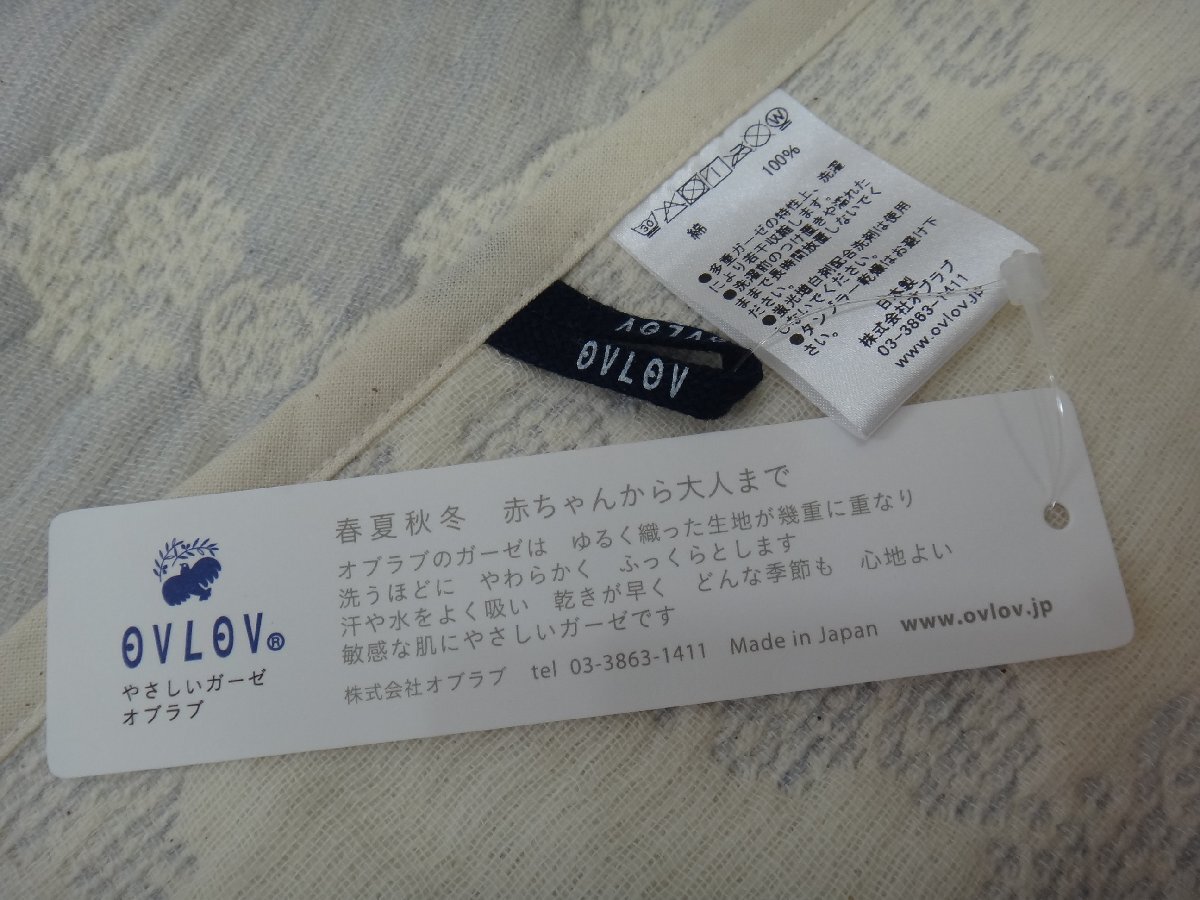 30
W
綿 100%
●多重ガーゼの特性上、洗濯
により若干収縮します。
●洗濯前のつけ置きや濡れた
まま長時間放置しないでく
ださい。
●蛍光増白剤配合洗剤は使用
しないでください。
●タンブラー乾燥はお避け下
さい。
日本製
株式会社オブラブ
03-3863-1411
www.ovlov.jp
OVLOV
OVLOV
OVLOV®
やさしいガーゼ
オブラブ
春夏秋冬 赤ちゃんから大人まで
オブラブのガーゼは ゆるく織った生地が幾重に重なり
洗うほどに やわらかく ふっくらとします
汗や水をよく吸い 乾きが早く どんな季節も 心地よい
敏感な肌にやさしいガーゼです
株式会社オブラブ tel 03-3863-1411 Made in Japan www.ovlov.jp